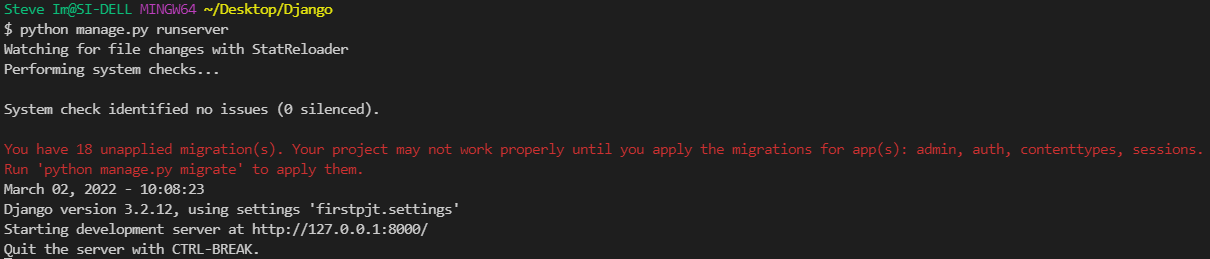 Steve Im@SI-DELL MINGW64 ~/Desktop/Django
$ python manage.py runserver
Watching for file changes with StatReloader
Performing system checks...
System check identified no issues (0 silenced).
You have 18 unapplied migration(s). Your project may not work properly until you apply the migrations for app(s): admin, auth, contenttypes, sessions.
Run 'python manage.py migrate' to apply them.
March 02, 2022 - 10:08:23
Django version 3.2.12, using settings 'firstpjt.settings'
Starting development server at http://127.0.0.1:8000/
Quit the server with CTRL-BREAK.